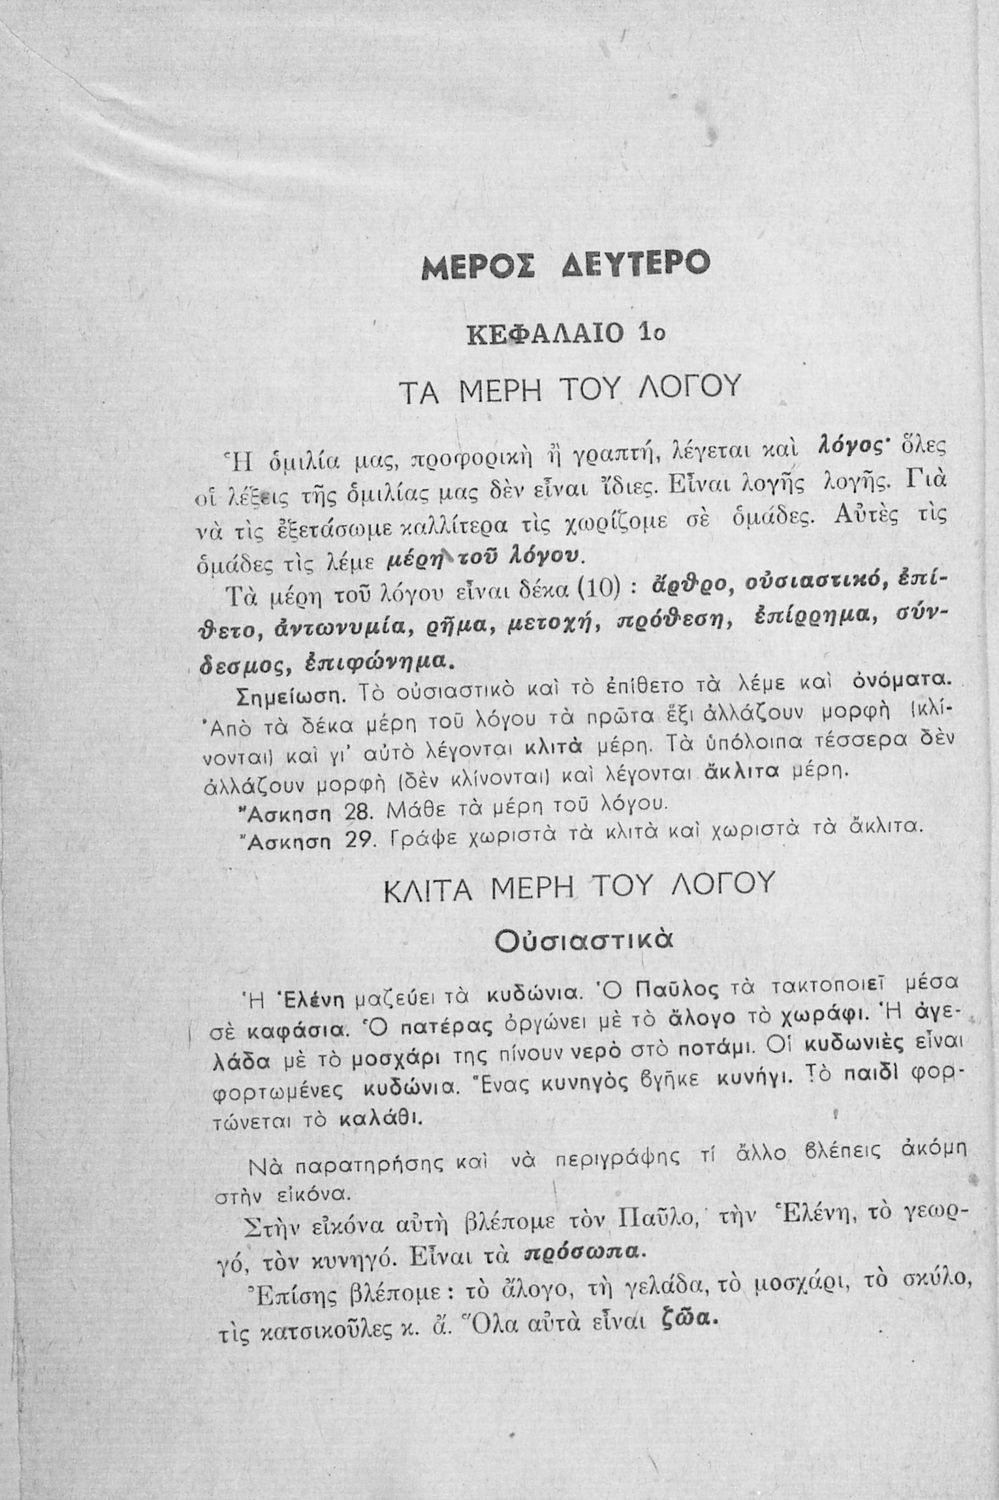 ΜΕΡΟΣ ΔΕΥΤΕΡΟ
ΚΕΦΑΛΑΙΟ 1ο
ΤΑ ΜΕΡΗ ΤΟΥ ΛΟΓΟΥ
Ἡ ὁμιλία μας, προφορικὴ ἢ γραπτή, λέγεται καὶ λόγος· ὅλες
οἱ λέξεις τῆς ὁμιλίας μας δὲν εἶναι ἴδιες. Εἶναι λογῆς λογῆς. Γιὰ
νὰ τὶς ἐξετάσωμε καλλίτερα τὶς χωρίζομε σὲ ὁμάδες. Αὐτὲς τὶς
ὁμάδες τὶς λέμε μέρη τοῦ λόγου.
Τὰ μέρη τοῦ λόγου εἶναι δέκα (10) : ἄρθρο, οὐσιαστικό, ἐπί-
θετο, ἀντωνυμία, ρῆμα, μετοχή, πρόθεση, ἐπίρρημα, σύν-
δεσμος, ἐπιφώνημα.
Σημείωση. Τὸ οὐσιαστικὸ καὶ τὸ ἐπίθετο τὰ λέμε καὶ ὀνόματα.
Ἀπὸ τὰ δέκα μέρη τοῦ λόγου τὰ πρῶτα ἕξι ἀλλάζουν μορφὴ (κλί-
νονται) καὶ γι' αὐτὸ λέγονται κλιτὰ μέρη. Τὰ ὑπόλοιπα τέσσερα δὲν
ἀλλάζουν μορφὴ (δὲν κλίνονται) καὶ λέγονται ἄκλιτα μέρη.
Ἄσκηση 28. Μάθε τὰ μέρη τοῦ λόγου.
Ἄσκηση 29. Γράψε χωριστὰ τὰ κλιτὰ καὶ χωριστὰ τὰ ἄκλιτα.
ΚΛΙΤΑ ΜΕΡΗ ΤΟΥ ΛΟΓΟΥ
Οὐσιαστικὰ
Ἡ Ἑλένη μαζεύει τὰ κυδώνια. Ὁ Παῦλος τὰ τακτοποιεῖ μέσα
σὲ καφάσια. Ὁ πατέρας ὀργώνει μὲ τὸ ἄλογο τὸ χωράφι. Ἡ ἀγε-
λάδα μὲ τὸ μοσχάρι της πίνουν νερὸ στὸ ποτάμι. Οἱ κυδωνιὲς εἶναι
φορτωμένες κυδώνια. Ἕνας κυνηγὸς βγῆκε κυνήγι. Τὸ παιδὶ φορ-
τώνεται τὸ καλάθι.
Νὰ παρατηρήσης καὶ νὰ περιγράψης τί ἄλλο βλέπεις ἀκόμη
στὴν εἰκόνα.
Στὴν εἰκόνα αὐτὴ βλέπομε τὸν Παῦλο, τὴν Ἑλένη, τὸ γεωρ-
γό, τὸν κυνηγό. Εἶναι τὰ πρόσωπα.
Ἐπίσης βλέπομε : τὸ ἄλογο, τὴ γελάδα, τὸ μοσχάρι, τὸ σκύλο,
τὶς κατσικοῦλες κ. ἄ. Ὅλα αὐτὰ εἶναι ζῶα.